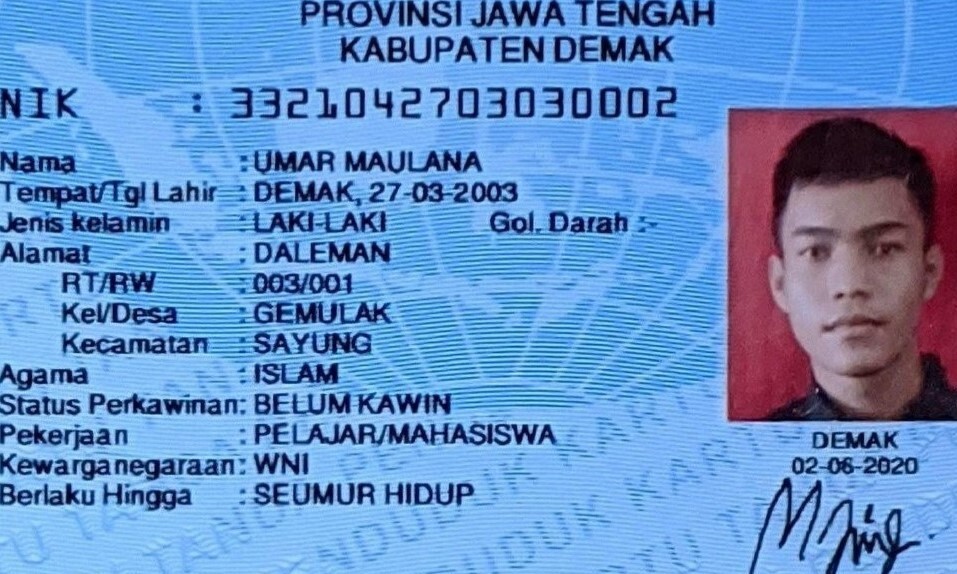 PROVINSI JAWA TENGAH
KABUPATEN DEMAK
NIK : 3321042703030002
Nama : UMAR MAULANA
Tempat/Tgl Lahir : DEMAK, 27-03-2003
Jenis kelamin : LAKI-LAKI Gol. Darah :-
Alamat : DALEMAN
RT/RW : 003/001
Kel/Desa : GEMULAK
Kecamatan : SAYUNG
Agama : ISLAM
Status Perkawinan: BELUM KAWIN
Pekerjaan : PELAJAR/MAHASISWA
Kewarganegaraan: WNI
Berlaku Hingga : SEUMUR HIDUP
DEMAK
02-06-2020